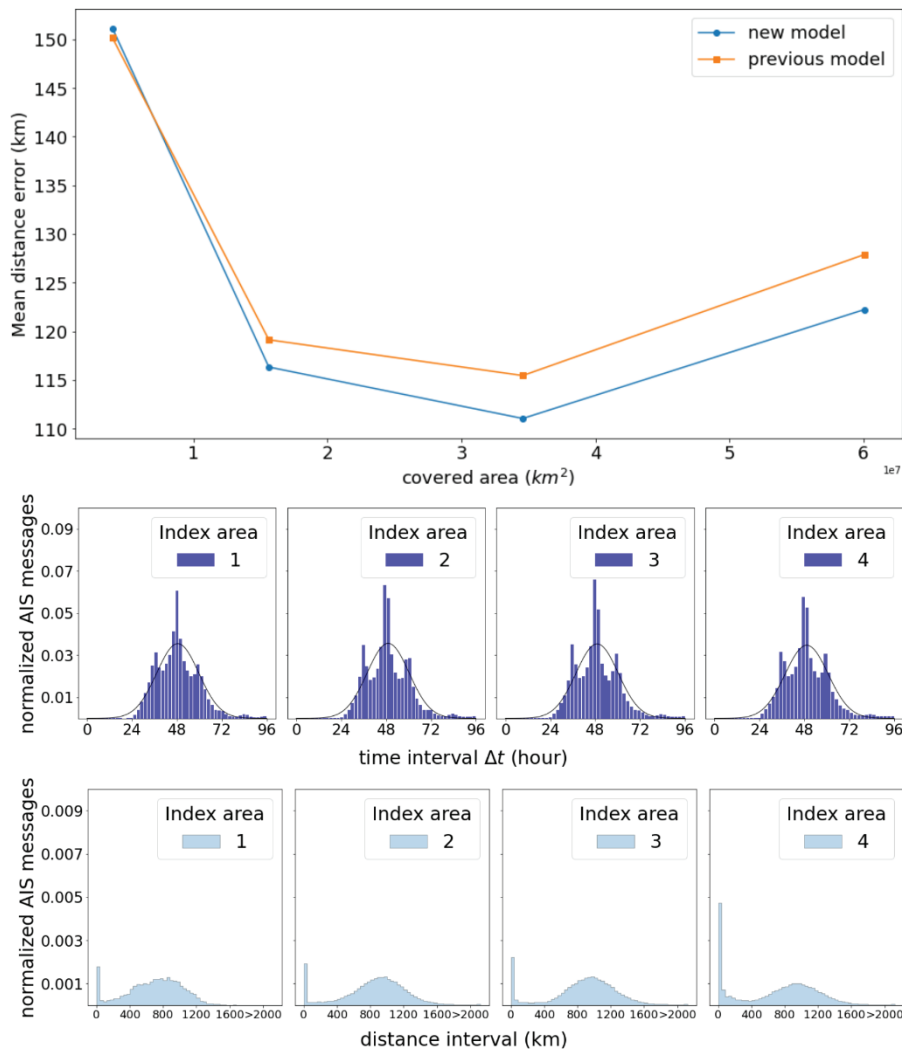 150
145
140
135
130
125
120
115
110
Mean distance error (km)
new model
previous model
1 2 3 4 5 6
1e7
covered area (km²)
normalized AIS messages
0.09
0.07
0.05
0.03
0.01
Index area
1
Index area
2
Index area
3
Index area
4
0 24 48 72 96
0 24 48 72 96
0 24 48 72 96
0 24 48 72 96
time interval Δt (hour)
normalized AIS messages
0.009
0.007
0.005
0.003
0.001
Index area
1
Index area
2
Index area
3
Index area
4
0 400 800 1200 1600 >2000
0 400 800 1200 1600 >2000
0 400 800 1200 1600 >2000
0 400 800 1200 1600 >2000
distance interval (km)